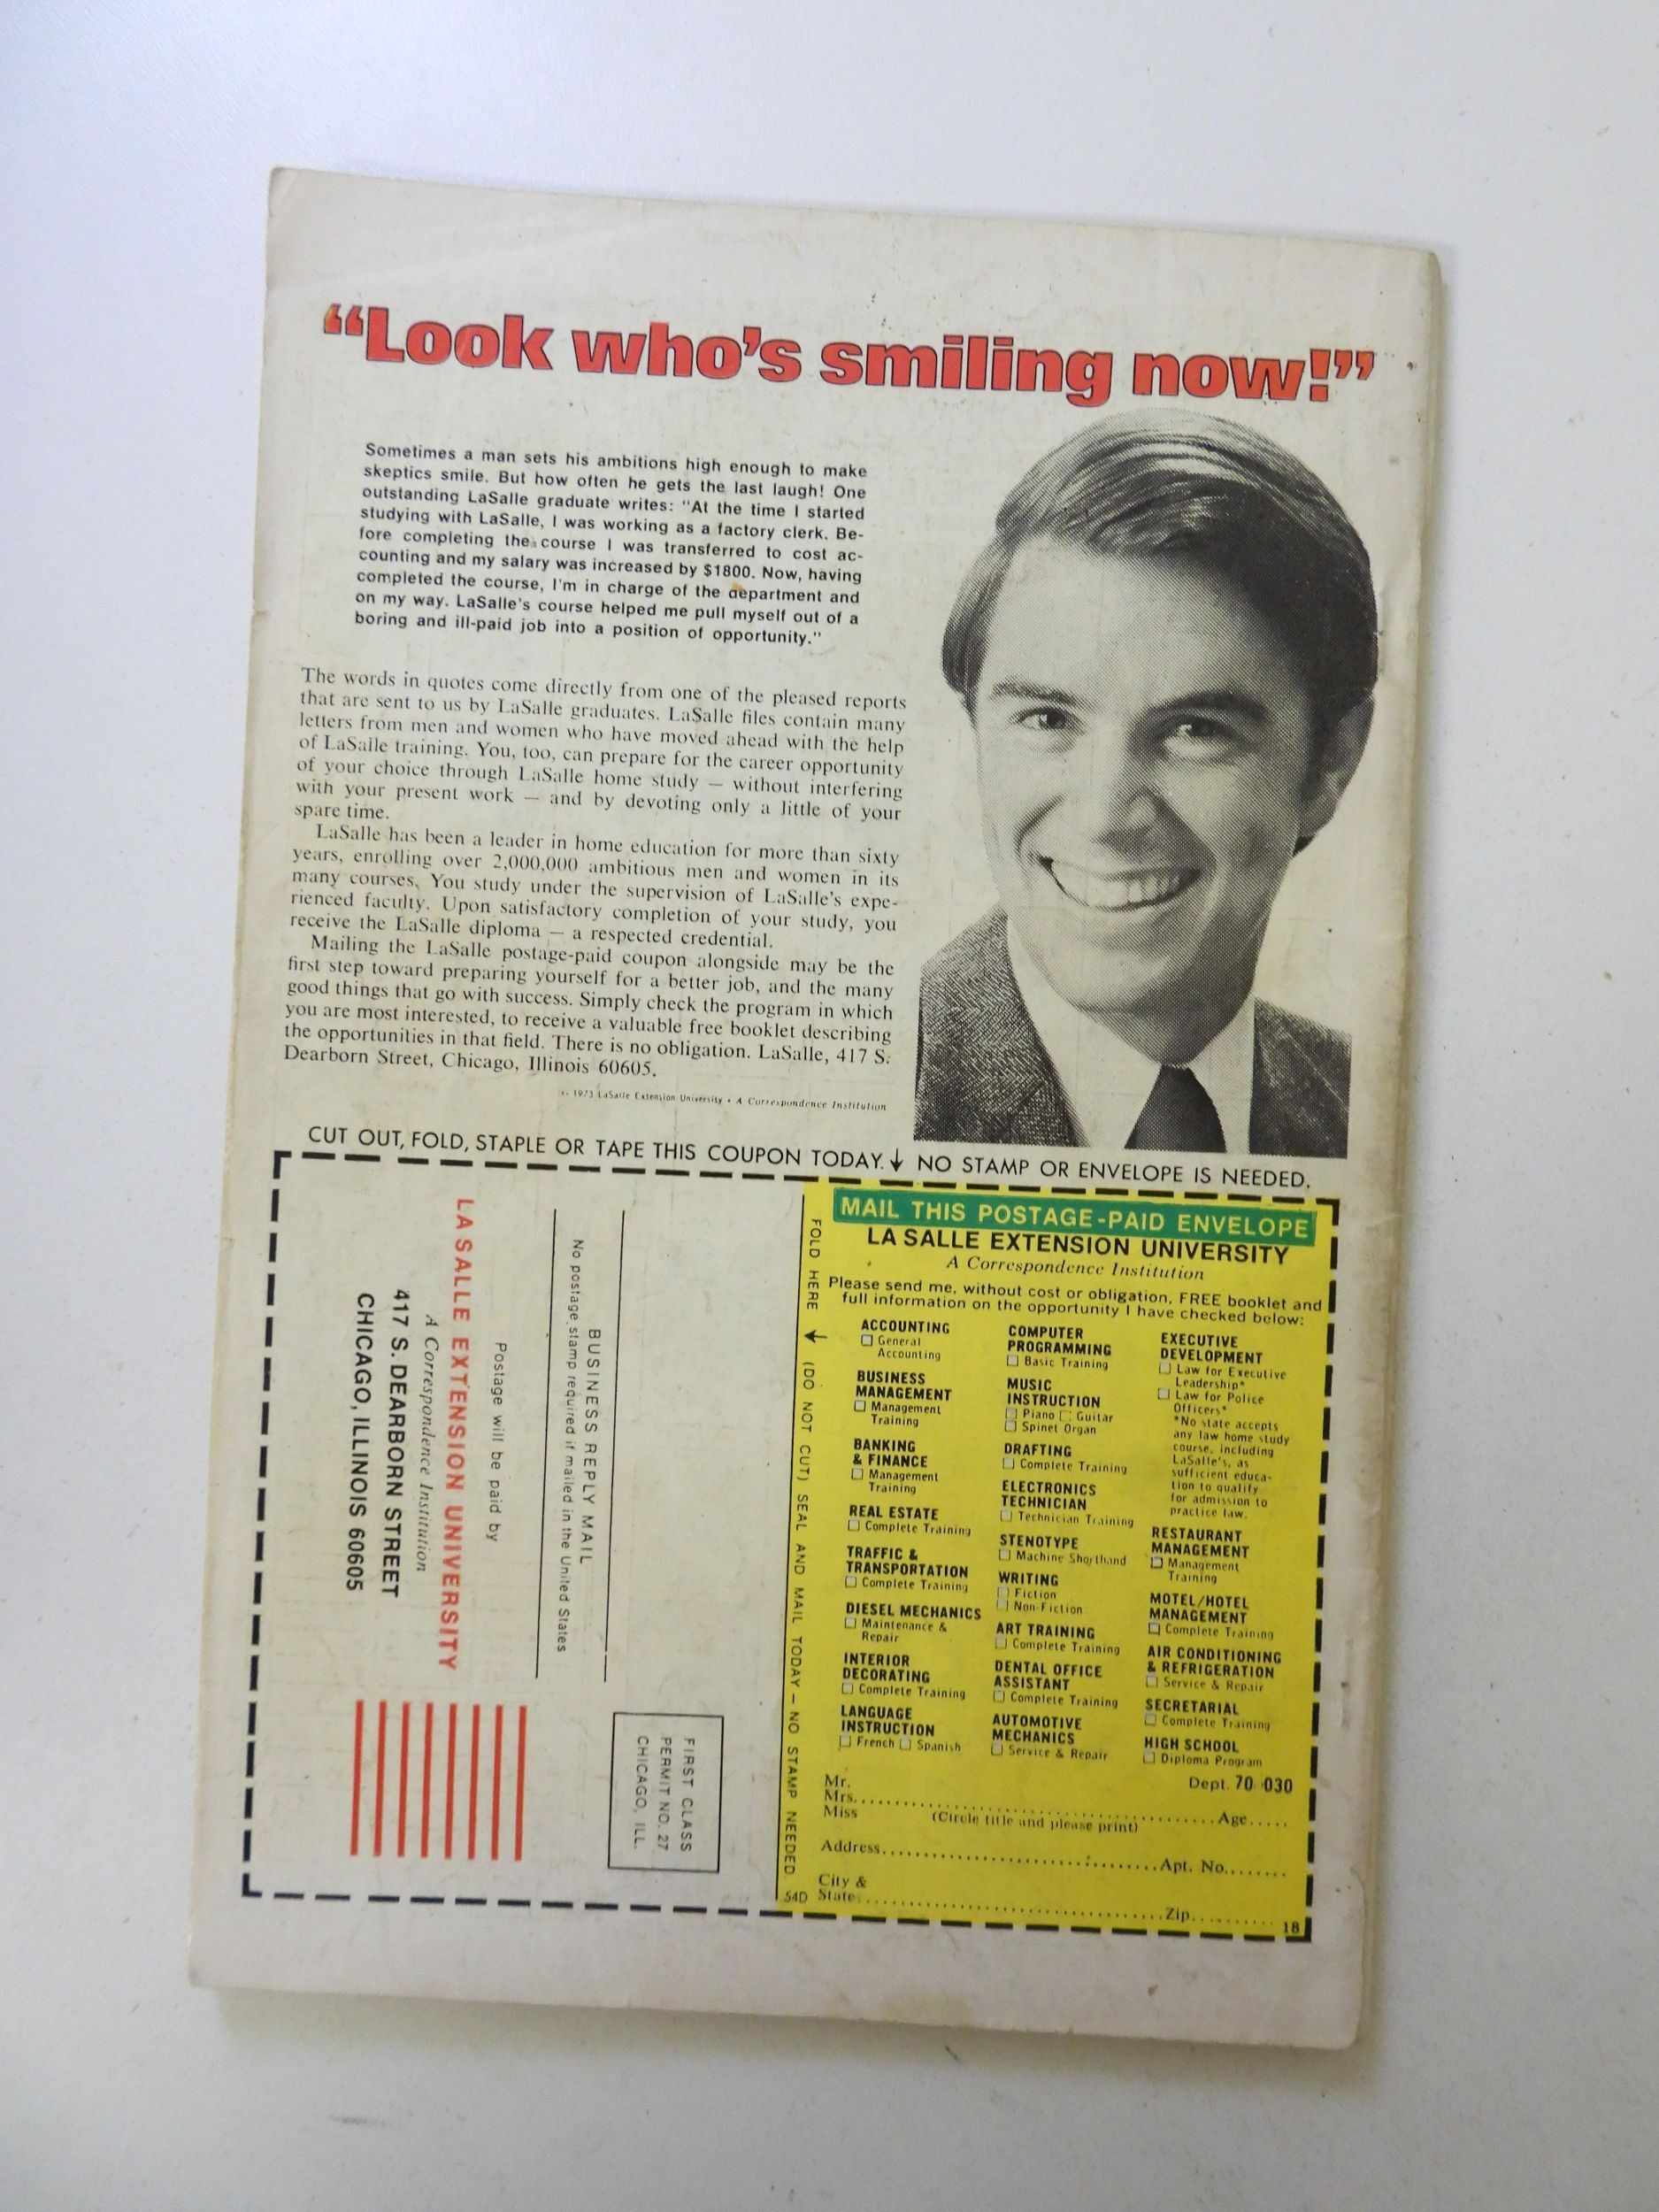 “Look who’s smiling now!”
Sometimes a man sets his ambitions high enough to make
skeptics smile. But how often he gets the last laugh! One
outstanding LaSalle graduate writes: “At the time I started
studying with LaSalle, I was working as a factory clerk. Be-
fore completing the course I was transferred to cost ac-
counting and my salary was increased by $1800. Now, having
completed the course, I’m in charge of the department and
on my way. LaSalle’s course helped me pull myself out of a
boring and ill-paid job into a position of opportunity.”
The words in quotes come directly from one of the pleased reports
that are sent to us by LaSalle graduates. LaSalle files contain many
letters from men and women who have moved ahead with the help
of LaSalle training. You, too, can prepare for the career opportunity
of your choice through LaSalle home study — without interfering
with your present work — and by devoting only a little of your
spare time.
LaSalle has been a leader in home education for more than sixty
years, enrolling over 2,000,000 ambitious men and women in its
many courses. You study under the supervision of LaSalle’s expe-
rienced faculty. Upon satisfactory completion of your study, you
receive the LaSalle diploma — a respected credential.
Mailing the LaSalle postage-paid coupon alongside may be the
first step toward preparing yourself for a better job, and the many
good things that go with success. Simply check the program in which
you are most interested, to receive a valuable free booklet describing
the opportunities in that field. There is no obligation. LaSalle, 417 S.
Dearborn Street, Chicago, Illinois 60605.
© 1973 LaSalle Extension University • A Correspondence Institution
CUT OUT, FOLD, STAPLE OR TAPE THIS COUPON TODAY. ↓ NO STAMP OR ENVELOPE IS NEEDED.
FIRST CLASS
PERMIT NO. 27
CHICAGO, ILL.
BUSINESS REPLY MAIL
No postage stamp required if mailed in the United States
Postage will be paid by
LA SALLE EXTENSION UNIVERSITY
A Correspondence Institution
417 S. DEARBORN STREET
CHICAGO, ILLINOIS 60605
FOLD HERE ↓ (DO NOT CUT) SEAL AND MAIL TODAY — NO STAMP NEEDED.
54D
MAIL THIS POSTAGE-PAID ENVELOPE
LA SALLE EXTENSION UNIVERSITY
A Correspondence Institution
Please send me, without cost or obligation, FREE booklet and
full information on the opportunity I have checked below:
ACCOUNTING
☐ General
Accounting
BUSINESS
MANAGEMENT
☐ Management
Training
BANKING
& FINANCE
☐ Management
Training
REAL ESTATE
☐ Complete Training
TRAFFIC &
TRANSPORTATION
☐ Complete Training
DIESEL MECHANICS
☐ Maintenance &
Repair
INTERIOR
DECORATING
☐ Complete Training
LANGUAGE
INSTRUCTION
☐ French ☐ Spanish
COMPUTER
PROGRAMMING
☐ Basic Training
MUSIC
INSTRUCTION
☐ Piano ☐ Guitar
☐ Spinet Organ
DRAFTING
☐ Complete Training
ELECTRONICS
TECHNICIAN
☐ Technician Training
STENOTYPE
☐ Machine Shorthand
WRITING
☐ Fiction
☐ Non-Fiction
ART TRAINING
☐ Complete Training
DENTAL OFFICE
ASSISTANT
☐ Complete Training
AUTOMOTIVE
MECHANICS
☐ Service & Repair
EXECUTIVE
DEVELOPMENT
☐ Law for Executive
Leadership*
☐ Law for Police
Officers*
*No state accepts
any law home study
course, including
LaSalle’s, as
sufficient educa-
tion to qualify
for admission to
practice law.
RESTAURANT
MANAGEMENT
☐ Management
Training
MOTEL/HOTEL
MANAGEMENT
☐ Complete Training
AIR CONDITIONING
& REFRIGERATION
☐ Service & Repair
SECRETARIAL
☐ Complete Training
HIGH SCHOOL
☐ Diploma Program
Dept. 70 030
Mr.
Mrs. Age
Miss (Circle title and please print)
Address Apt. No.
City &
State Zip
18